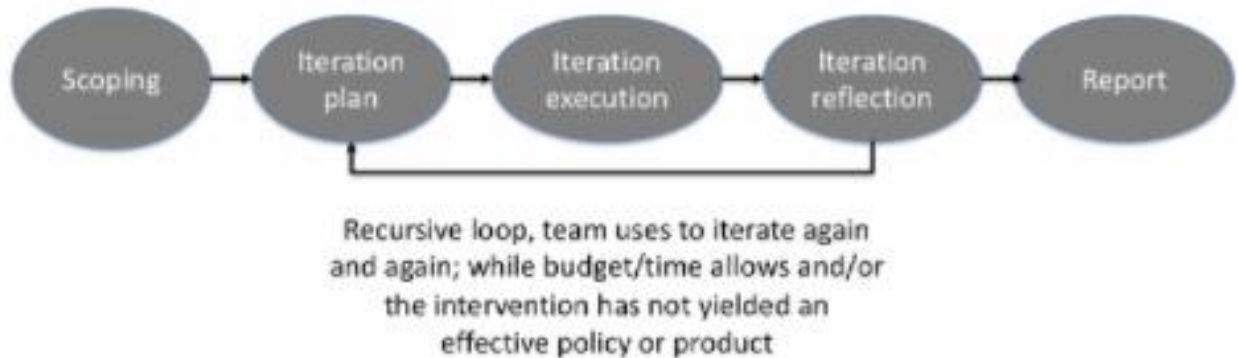 Scoping
Iteration
plan
Iteration
execution
Iteration
reflection
Report
Recursive loop, team uses to iterate again
and again; while budget/time allows and/or
the intervention has not yielded an
effective policy or product